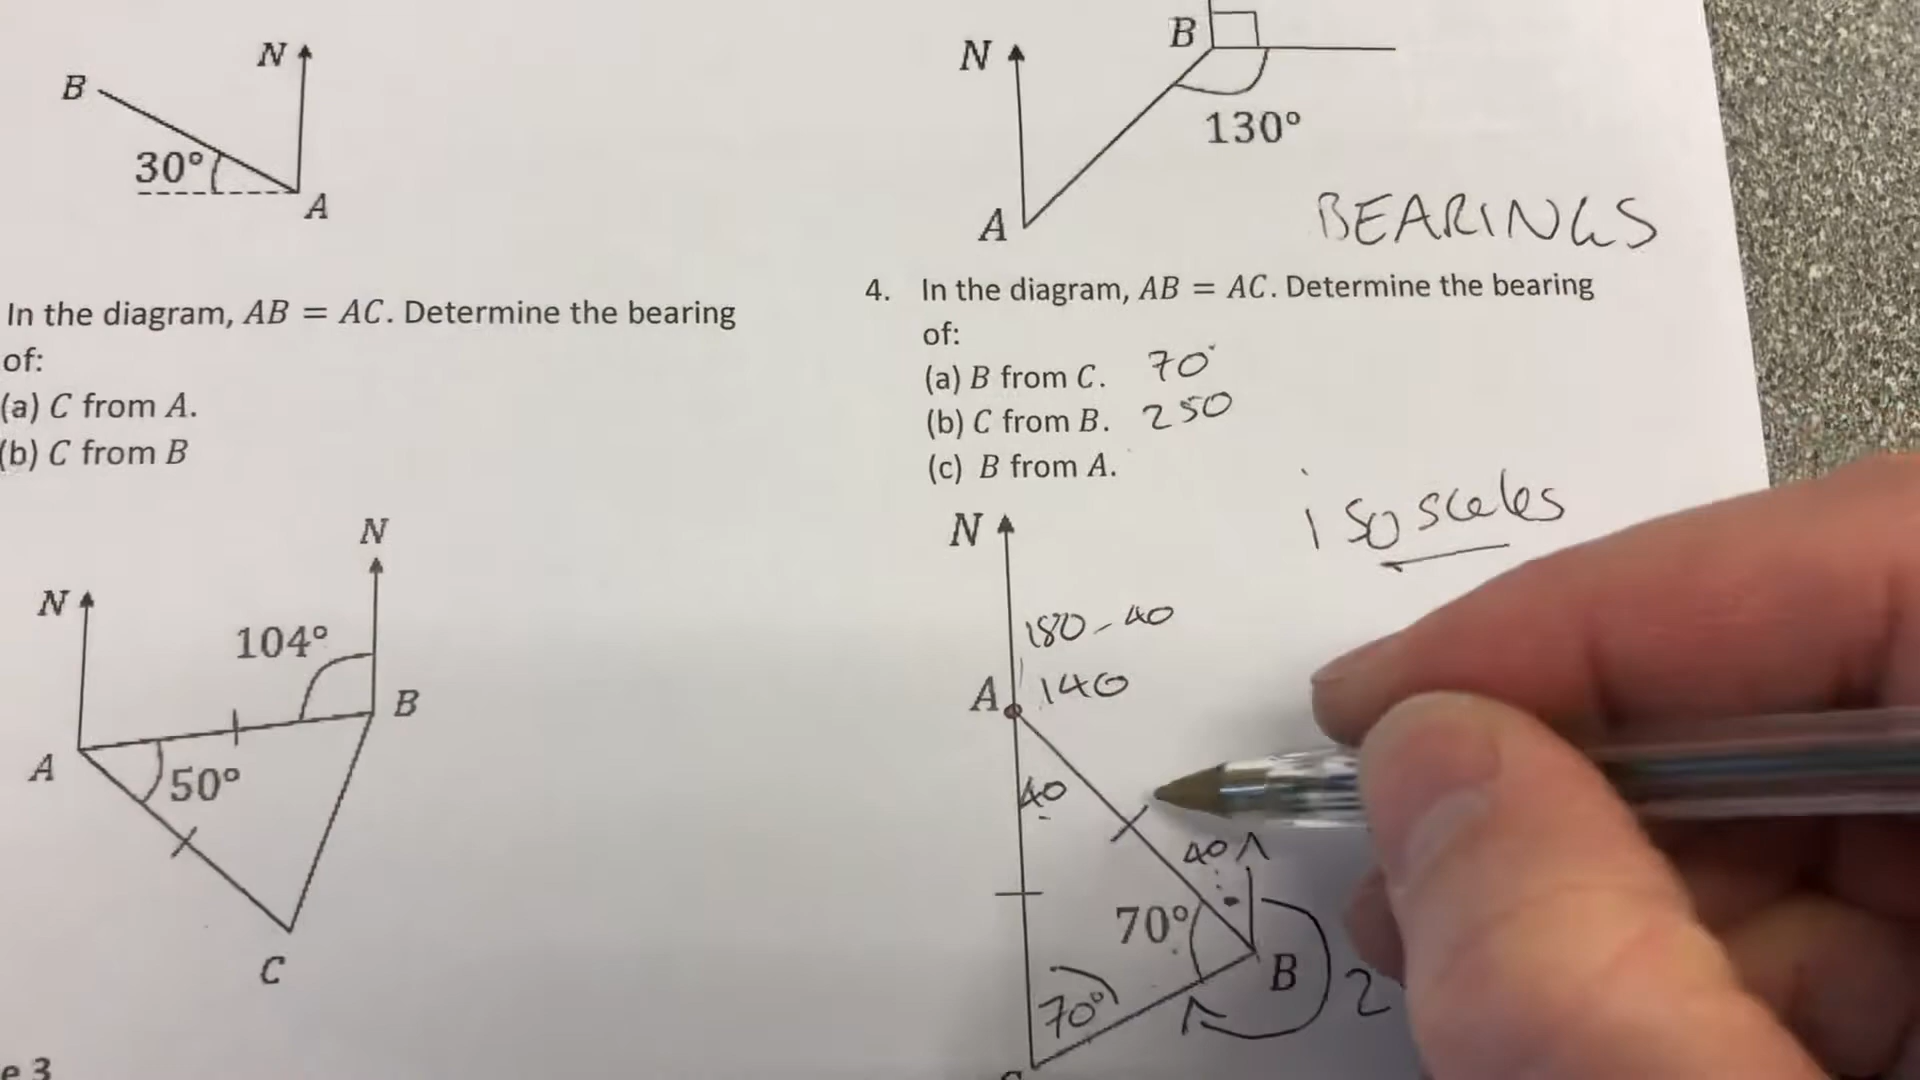 N
B
30°
A
In the diagram, AB = AC. Determine the bearing
of:
(a) C from A.
(b) C from B
N
N
104°
B
A
50°
C
e 3
B
N
130°
A
BEARINGS
4. In the diagram, AB = AC. Determine the bearing
of:
(a) B from C. 70°
(b) C from B. 250
(c) B from A.
isosceles
N
180-40
A 140
40
40
70°
B
2
70°